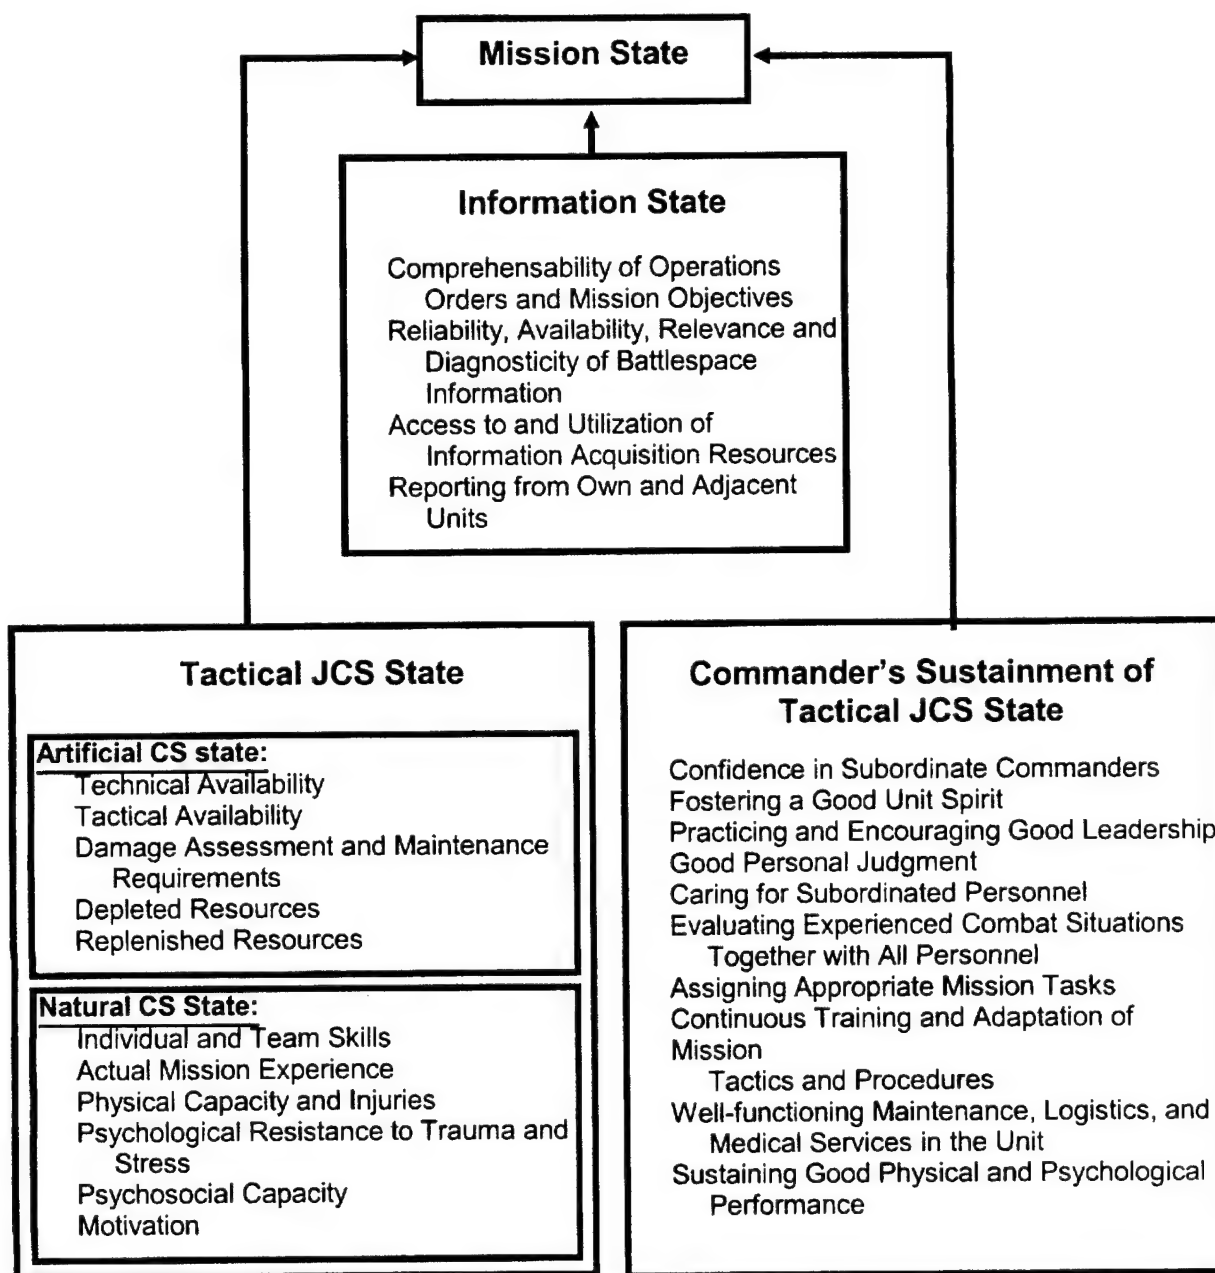 Mission State
Information State
Comprehensability of Operations
Orders and Mission Objectives
Reliability, Availability, Relevance and
Diagnosticity of Battlespace
Information
Access to and Utilization of
Information Acquisition Resources
Reporting from Own and Adjacent
Units
Tactical JCS State
Artificial CS state:
Technical Availability
Tactical Availability
Damage Assessment and Maintenance
Requirements
Depleted Resources
Replenished Resources
Natural CS State:
Individual and Team Skills
Actual Mission Experience
Physical Capacity and Injuries
Psychological Resistance to Trauma and
Stress
Psychosocial Capacity
Motivation
Commander's Sustainment of
Tactical JCS State
Confidence in Subordinate Commanders
Fostering a Good Unit Spirit
Practicing and Encouraging Good Leadership
Good Personal Judgment
Caring for Subordinated Personnel
Evaluating Experienced Combat Situations
Together with All Personnel
Assigning Appropriate Mission Tasks
Continuous Training and Adaptation of
Mission
Tactics and Procedures
Well-functioning Maintenance, Logistics, and
Medical Services in the Unit
Sustaining Good Physical and Psychological
Performance